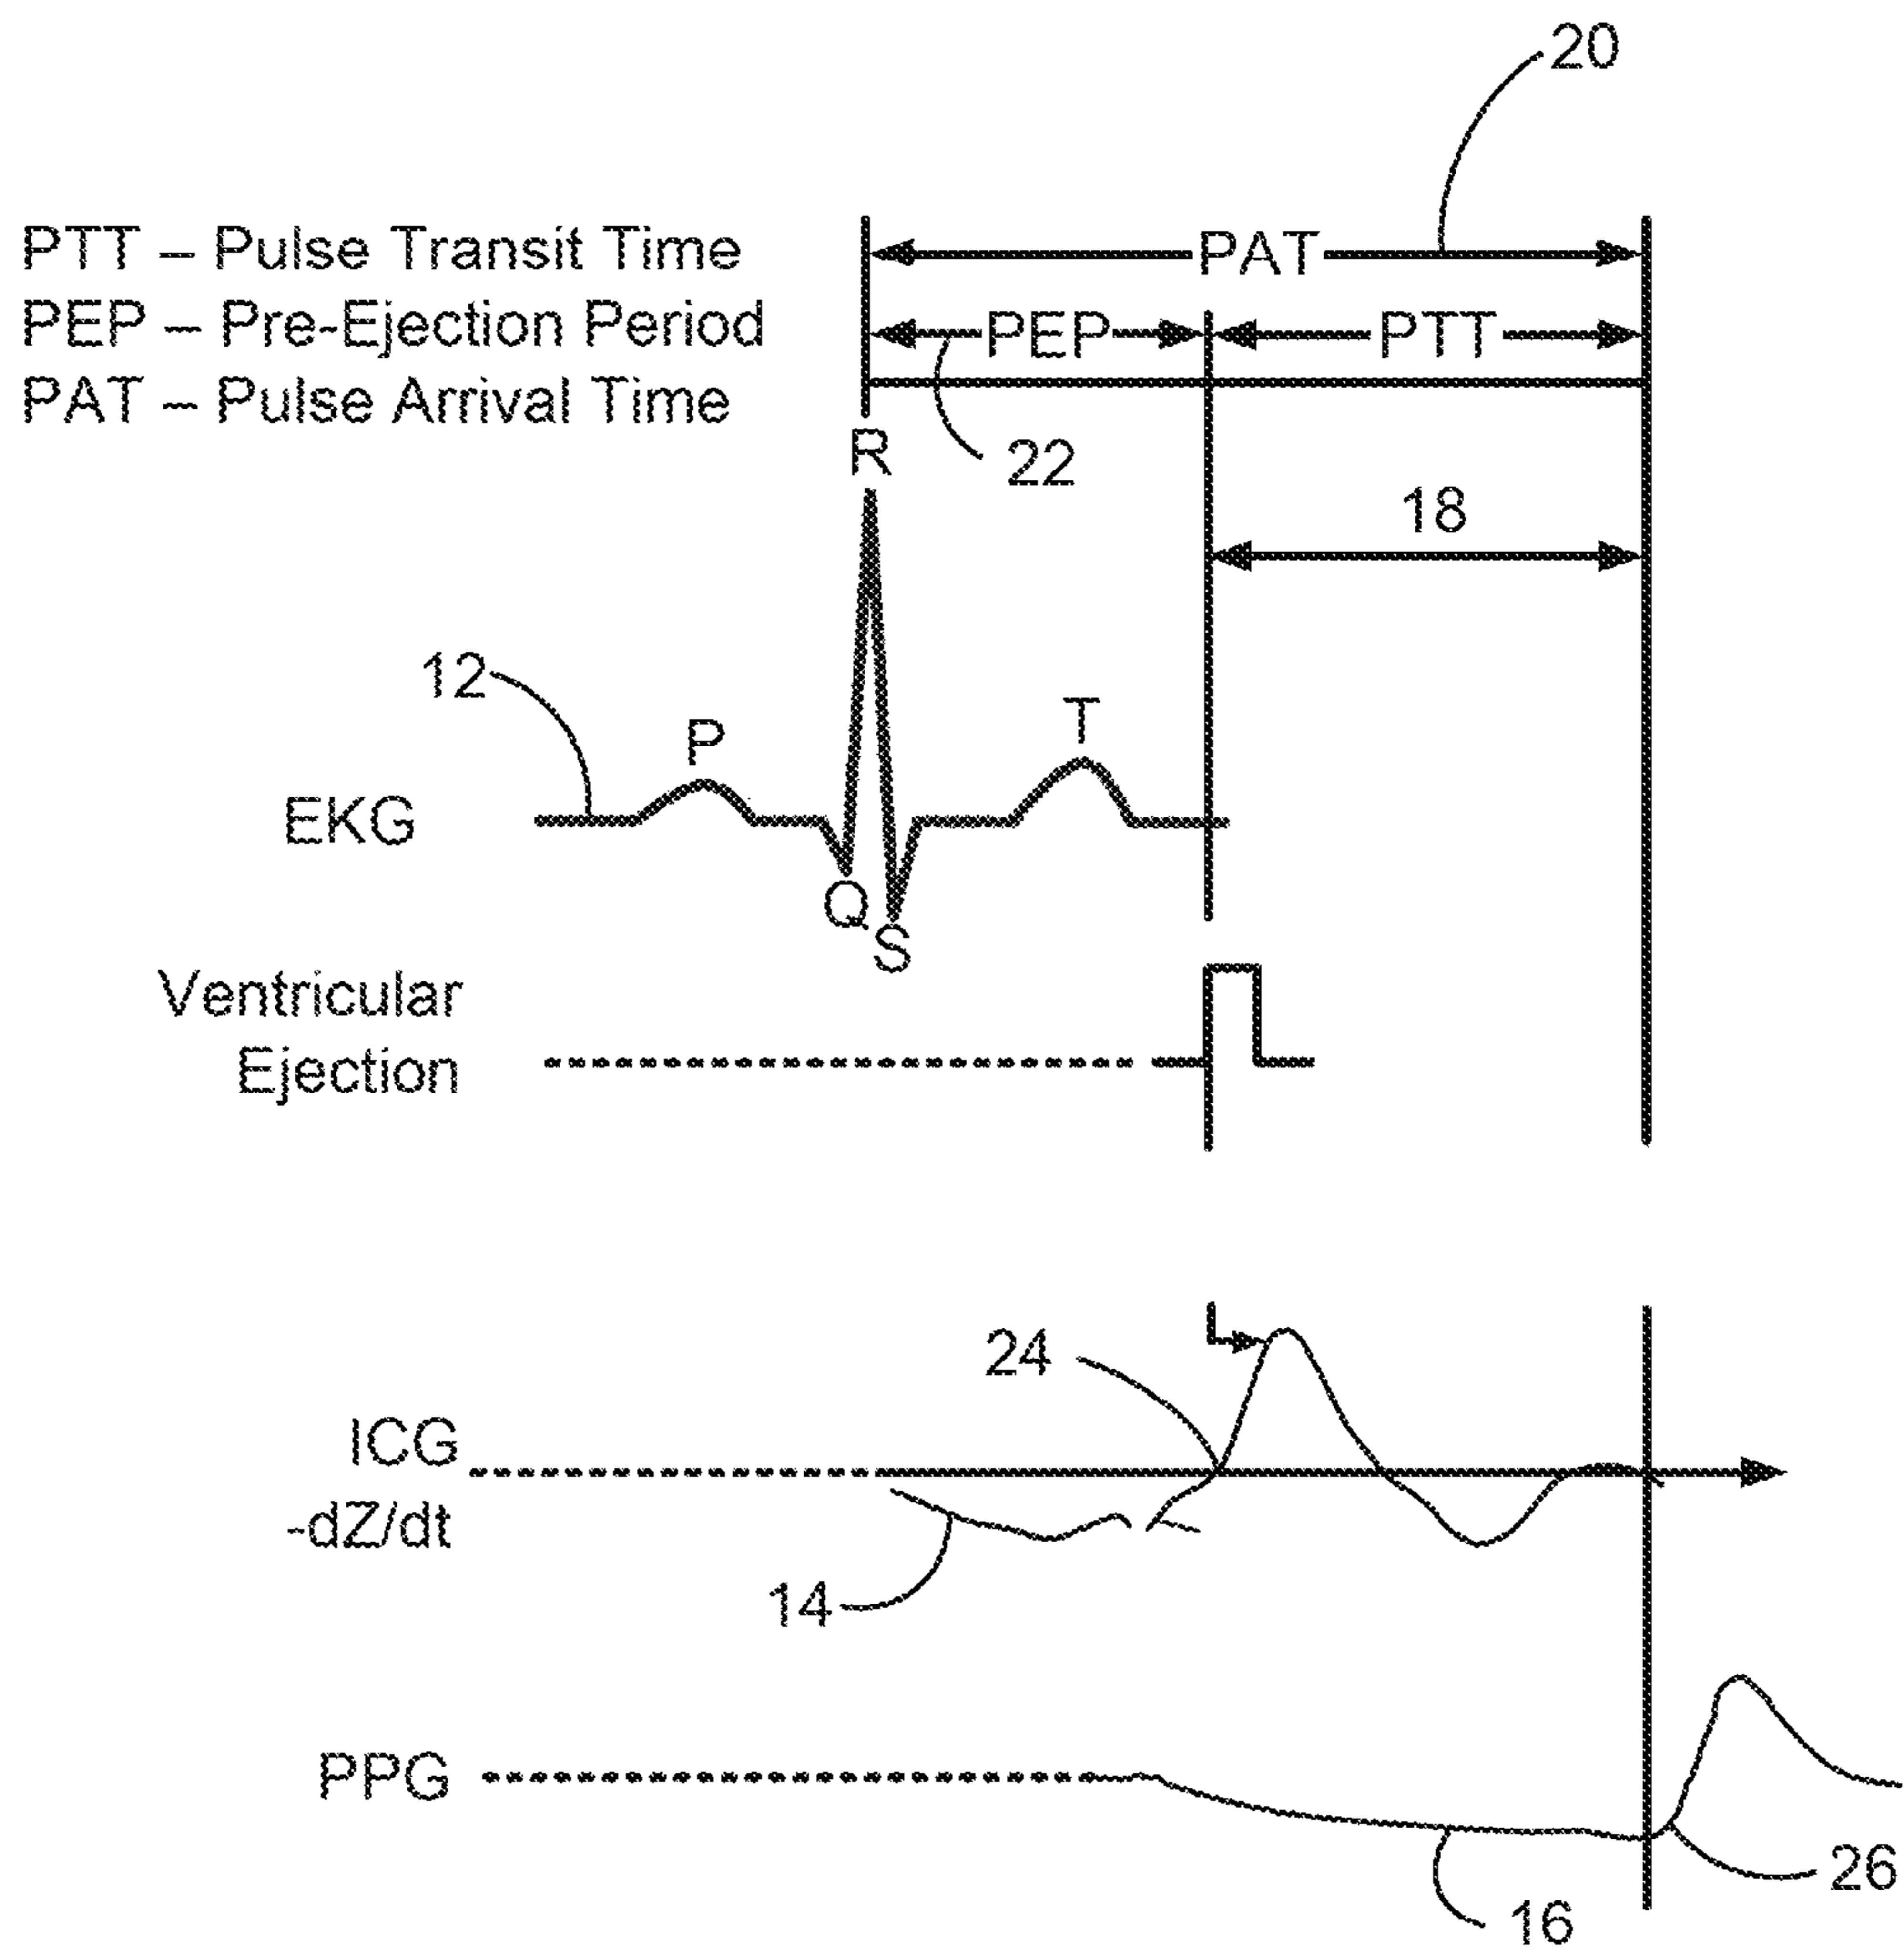 20
PTT – Pulse Transit Time
PAT
PEP – Pre-Ejection Period
PEP
PTT
PAT – Pulse Arrival Time
R
22
18
12
P
T
EKG
Q
S
Ventricular
Ejection
24
ICG
-dZ/dt
14
PPG
26
16